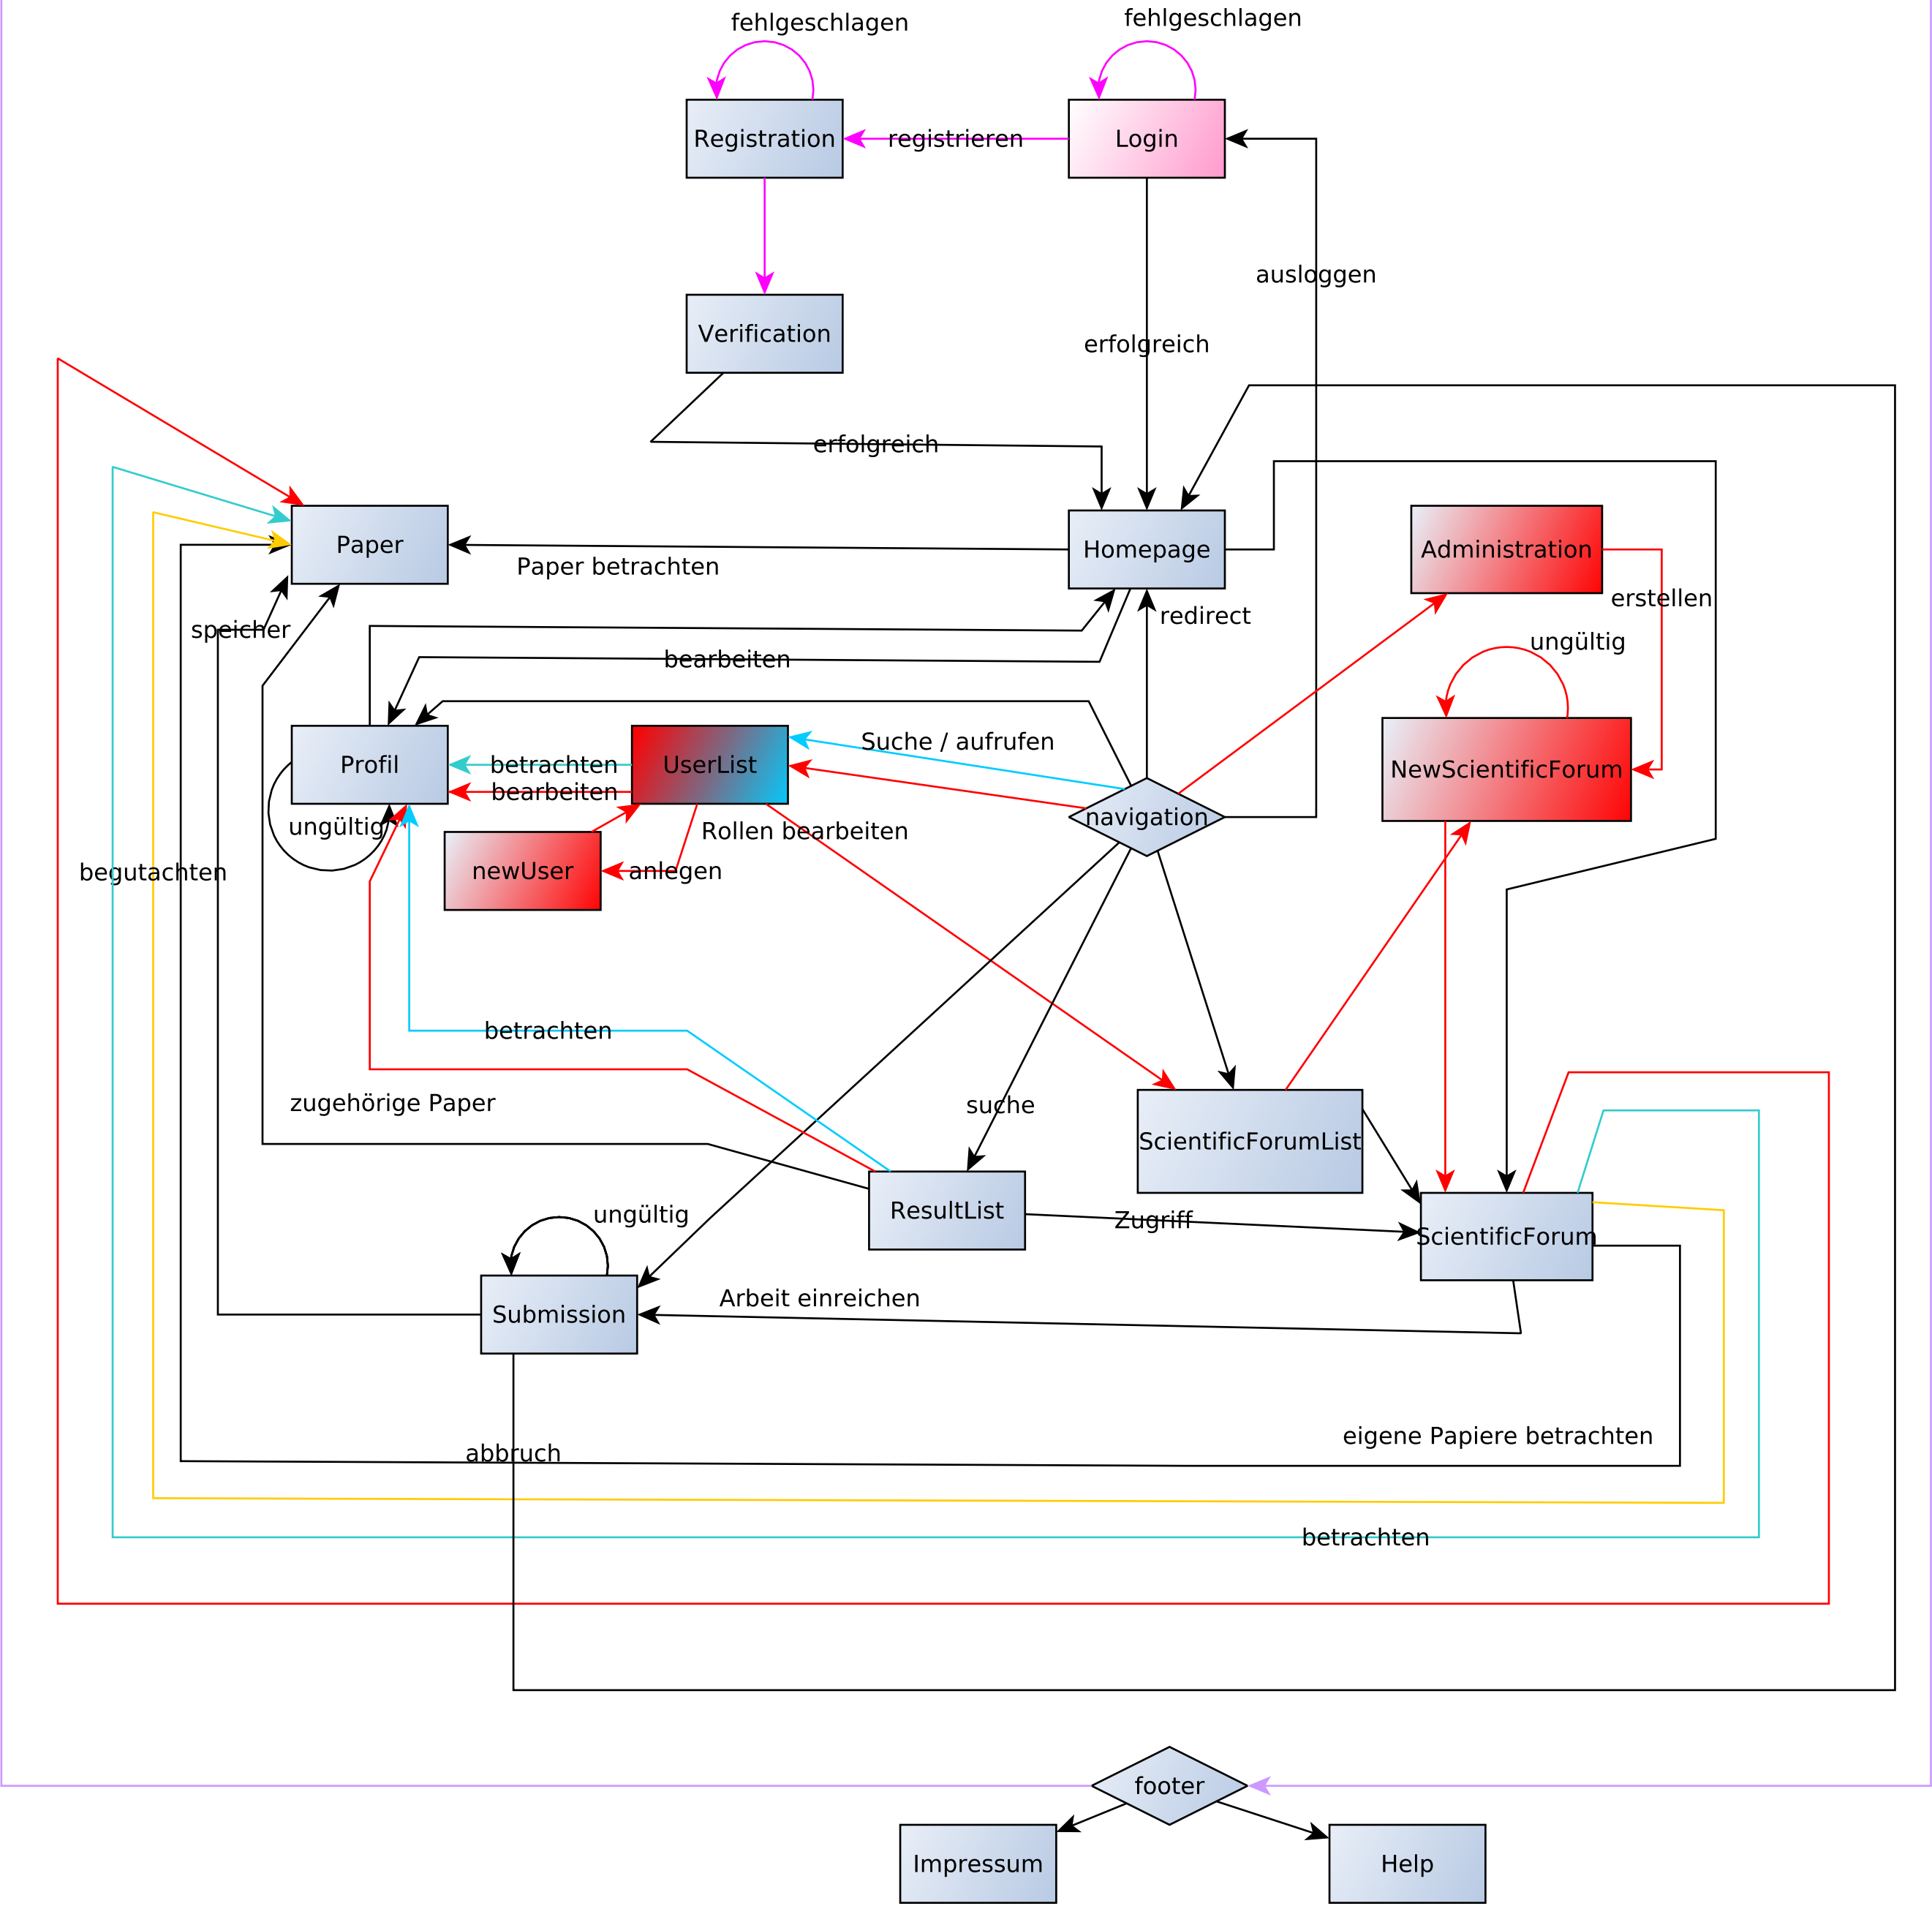 fehlgeschlagen
fehlgeschlagen
Registration
registrieren
Login
ausloggen
Verification
erfolgreich
erfolgreich
Paper
Paper betrachten
Homepage
Administration
erstellen
redirect
speicher
ungültig
bearbeiten
Suche / aufrufen
Profil
betrachten
UserList
NewScientificForum
bearbeiten
navigation
ungültig
Rollen bearbeiten
begutachten
newUser
anlegen
betrachten
zugehörige Paper
suche
ScientificForumList
ResultList
ungültig
Zugriff
ScientificForum
Arbeit einreichen
Submission
eigene Papiere betrachten
abbruch
betrachten
footer
Impressum
Help